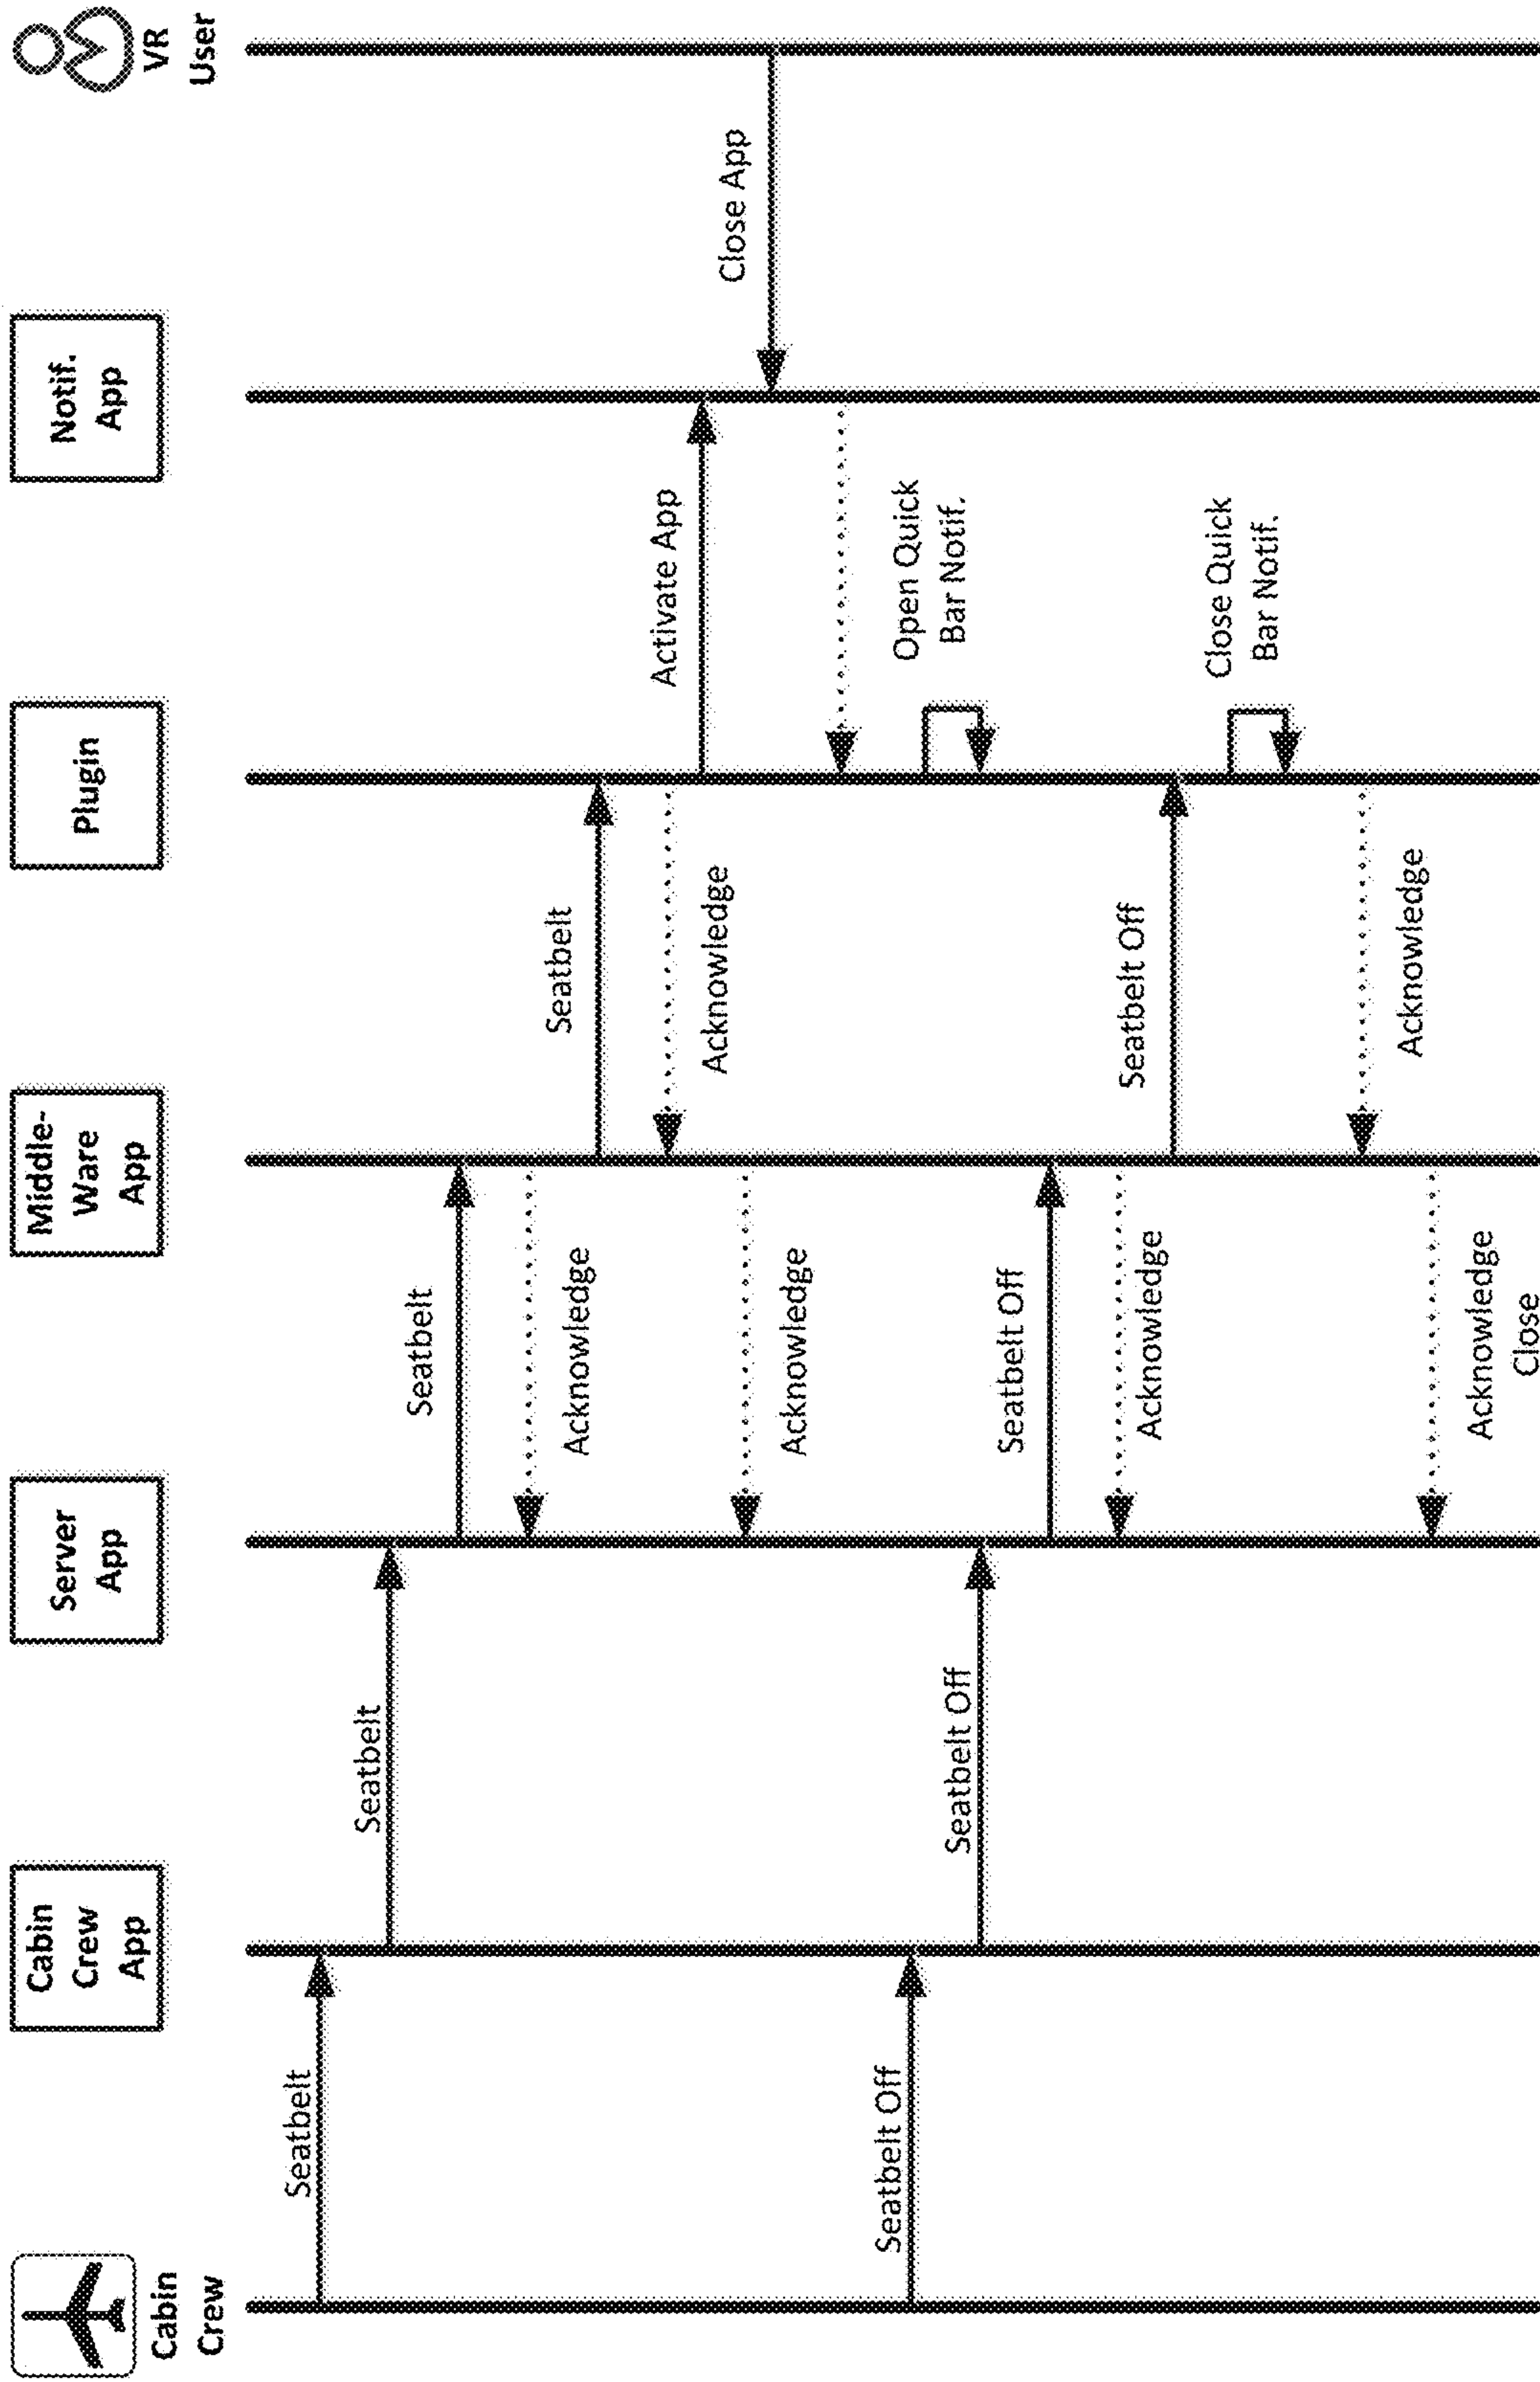 Cabin
Crew
Cabin
Crew
App
Server
App
Middle-
Ware
App
Plugin
Notif.
App
VR
User
Seatbelt
Seatbelt
Seatbelt
Acknowledge
Seatbelt
Acknowledge
Activate App
Close App
Acknowledge
Open Quick
Bar Notif.
Seatbelt Off
Seatbelt Off
Seatbelt Off
Acknowledge
Seatbelt Off
Close Quick
Bar Notif.
Acknowledge
Acknowledge
Close